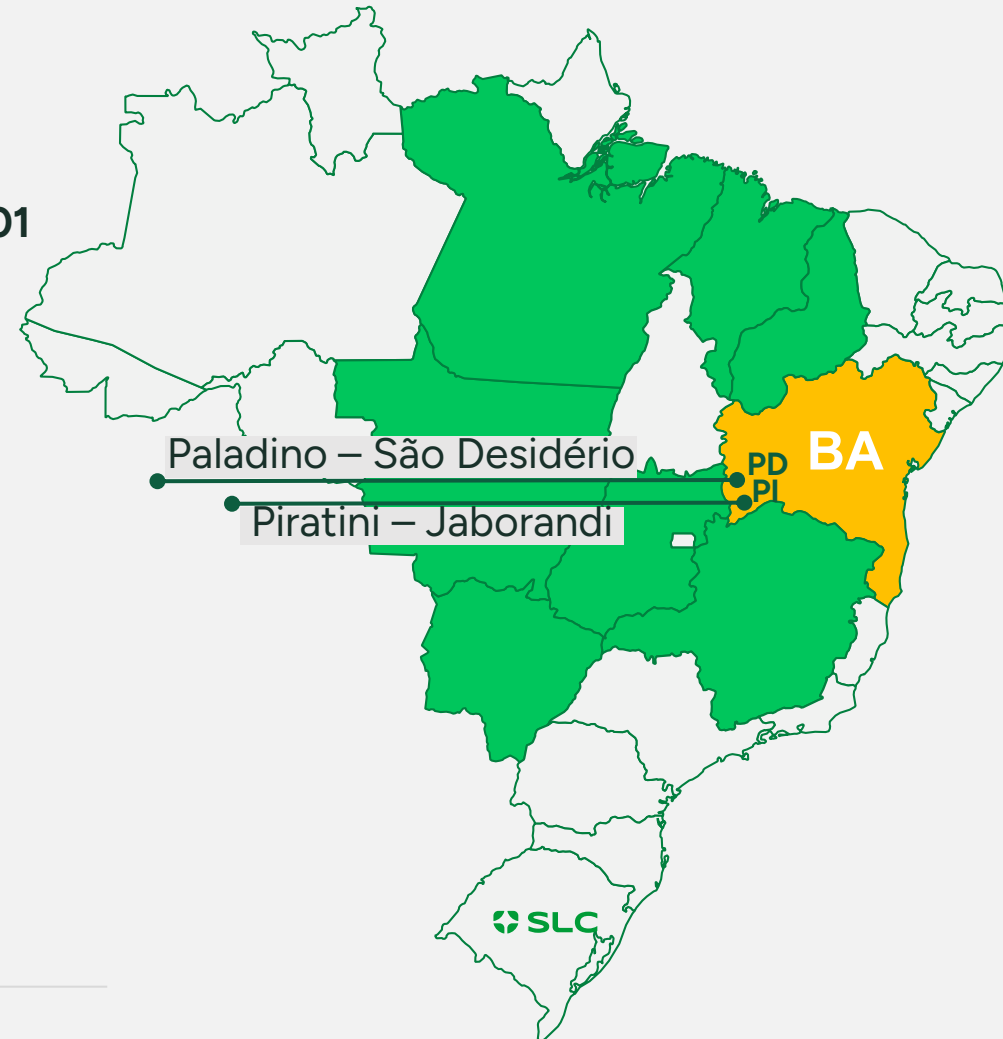 01
Paladino – São Desidério
PD
BA
PI
Piratini – Jaborandi
SLC